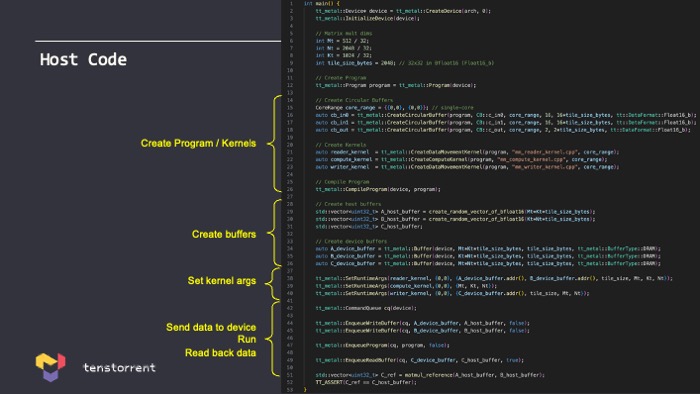 Host Code
Create Program / Kernels
Create buffers
Set kernel args
Send data to device
Run
Read back data
tenstorrent
1 int main() {
2 tt_metal::Device* device = tt_metal::CreateDevice(arch, 0);
3 tt_metal::InitializeDevice(device);
4
5 // Matrix mult dims
6 int Mt = 512 / 32;
7 int Nt = 2048 / 32;
8 int Kt = 1024 / 32;
9 int tile_size_bytes = 2048; // 32x32 in Bfloat16 (Float16_b)
10
11 // Create Program
12 tt_metal::Program program = tt_metal::Program(device);
13
14 // Create Circular Buffers
15 CoreRange core_range = {{0,0}, {0,0}}; // single-core
16 auto cb_in0 = tt_metal::CreateCircularBuffer(program, CB::c_in0, core_range, 16, 16*tile_size_bytes, tt::DataFormat::Float16_b);
17 auto cb_in1 = tt_metal::CreateCircularBuffer(program, CB::c_in1, core_range, 16, 16*tile_size_bytes, tt::DataFormat::Float16_b);
18 auto cb_out = tt_metal::CreateCircularBuffer(program, CB::c_out, core_range, 2, 2*tile_size_bytes, tt::DataFormat::Float16_b);
19
20 // Create Kernels
21 auto reader_kernel = tt_metal::CreateDataMovementKernel(program, "mm_reader_kernel.cpp", core_range);
22 auto compute_kernel = tt_metal::CreateComputeKernel(program, "mm_compute_kernel.cpp", core_range);
23 auto writer_kernel = tt_metal::CreateDataMovementKernel(program, "mm_writer_kernel.cpp", core_range);
24
25 // Compile Program
26 tt_metal::CompileProgram(device, program);
27
28 // Create host buffers
29 std::vector<uint32_t> A_host_buffer = create_random_vector_of_bfloat16(Mt*Kt*tile_size_bytes);
30 std::vector<uint32_t> B_host_buffer = create_random_vector_of_bfloat16(Kt*Nt*tile_size_bytes);
31 std::vector<uint32_t> C_host_buffer;
32
33 // Create device buffers
34 auto A_device_buffer = tt_metal::Buffer(device, Mt*Kt*tile_size_bytes, tile_size_bytes, tt_metal::BufferType::DRAM);
35 auto B_device_buffer = tt_metal::Buffer(device, Kt*Nt*tile_size_bytes, tile_size_bytes, tt_metal::BufferType::DRAM);
36 auto C_device_buffer = tt_metal::Buffer(device, Mt*Nt*tile_size_bytes, tile_size_bytes, tt_metal::BufferType::DRAM);
37
38 tt_metal::SetRuntimeArgs(reader_kernel, {0,0}, {A_device_buffer.addr(), B_device_buffer.addr(), tile_size, Mt, Kt, Nt});
39 tt_metal::SetRuntimeArgs(compute_kernel, {0,0}, {Mt, Kt, Nt});
40 tt_metal::SetRuntimeArgs(writer_kernel, {0,0}, {C_device_buffer.addr(), tile_size, Mt, Nt});
41
42 tt_metal::CommandQueue cq(device);
43
44 tt_metal::EnqueueWriteBuffer(cq, A_device_buffer, A_host_buffer, false);
45 tt_metal::EnqueueWriteBuffer(cq, B_device_buffer, B_host_buffer, false);
46
47 tt_metal::EnqueueProgram(cq, program, false);
48
49 tt_metal::EnqueueReadBuffer(cq, C_device_buffer, C_host_buffer, true);
50
51 std::vector<uint32_t> C_ref = matmul_reference(A_host_buffer, B_host_buffer);
52 TT_ASSERT(C_ref == C_host_buffer);
53 }